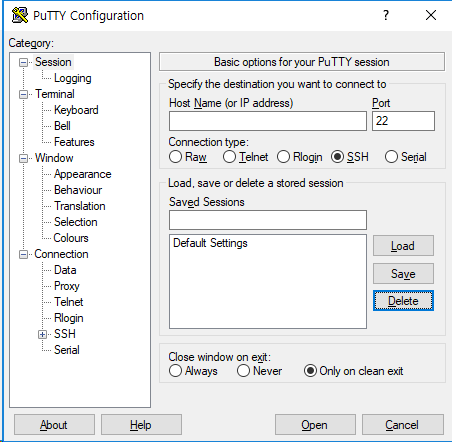 PuTTY Configuration
Category:
Session
Logging
Terminal
Keyboard
Bell
Features
Window
Appearance
Behaviour
Translation
Selection
Colours
Connection
Data
Proxy
Telnet
Rlogin
SSH
Serial
Basic options for your PuTTY session
Specify the destination you want to connect to
Host Name (or IP address) Port
22
Connection type:
Raw Telnet Rlogin SSH Serial
Load, save or delete a stored session
Saved Sessions
Default Settings
Load
Save
Delete
Close window on exit:
Always Never Only on clean exit
About Help Open Cancel